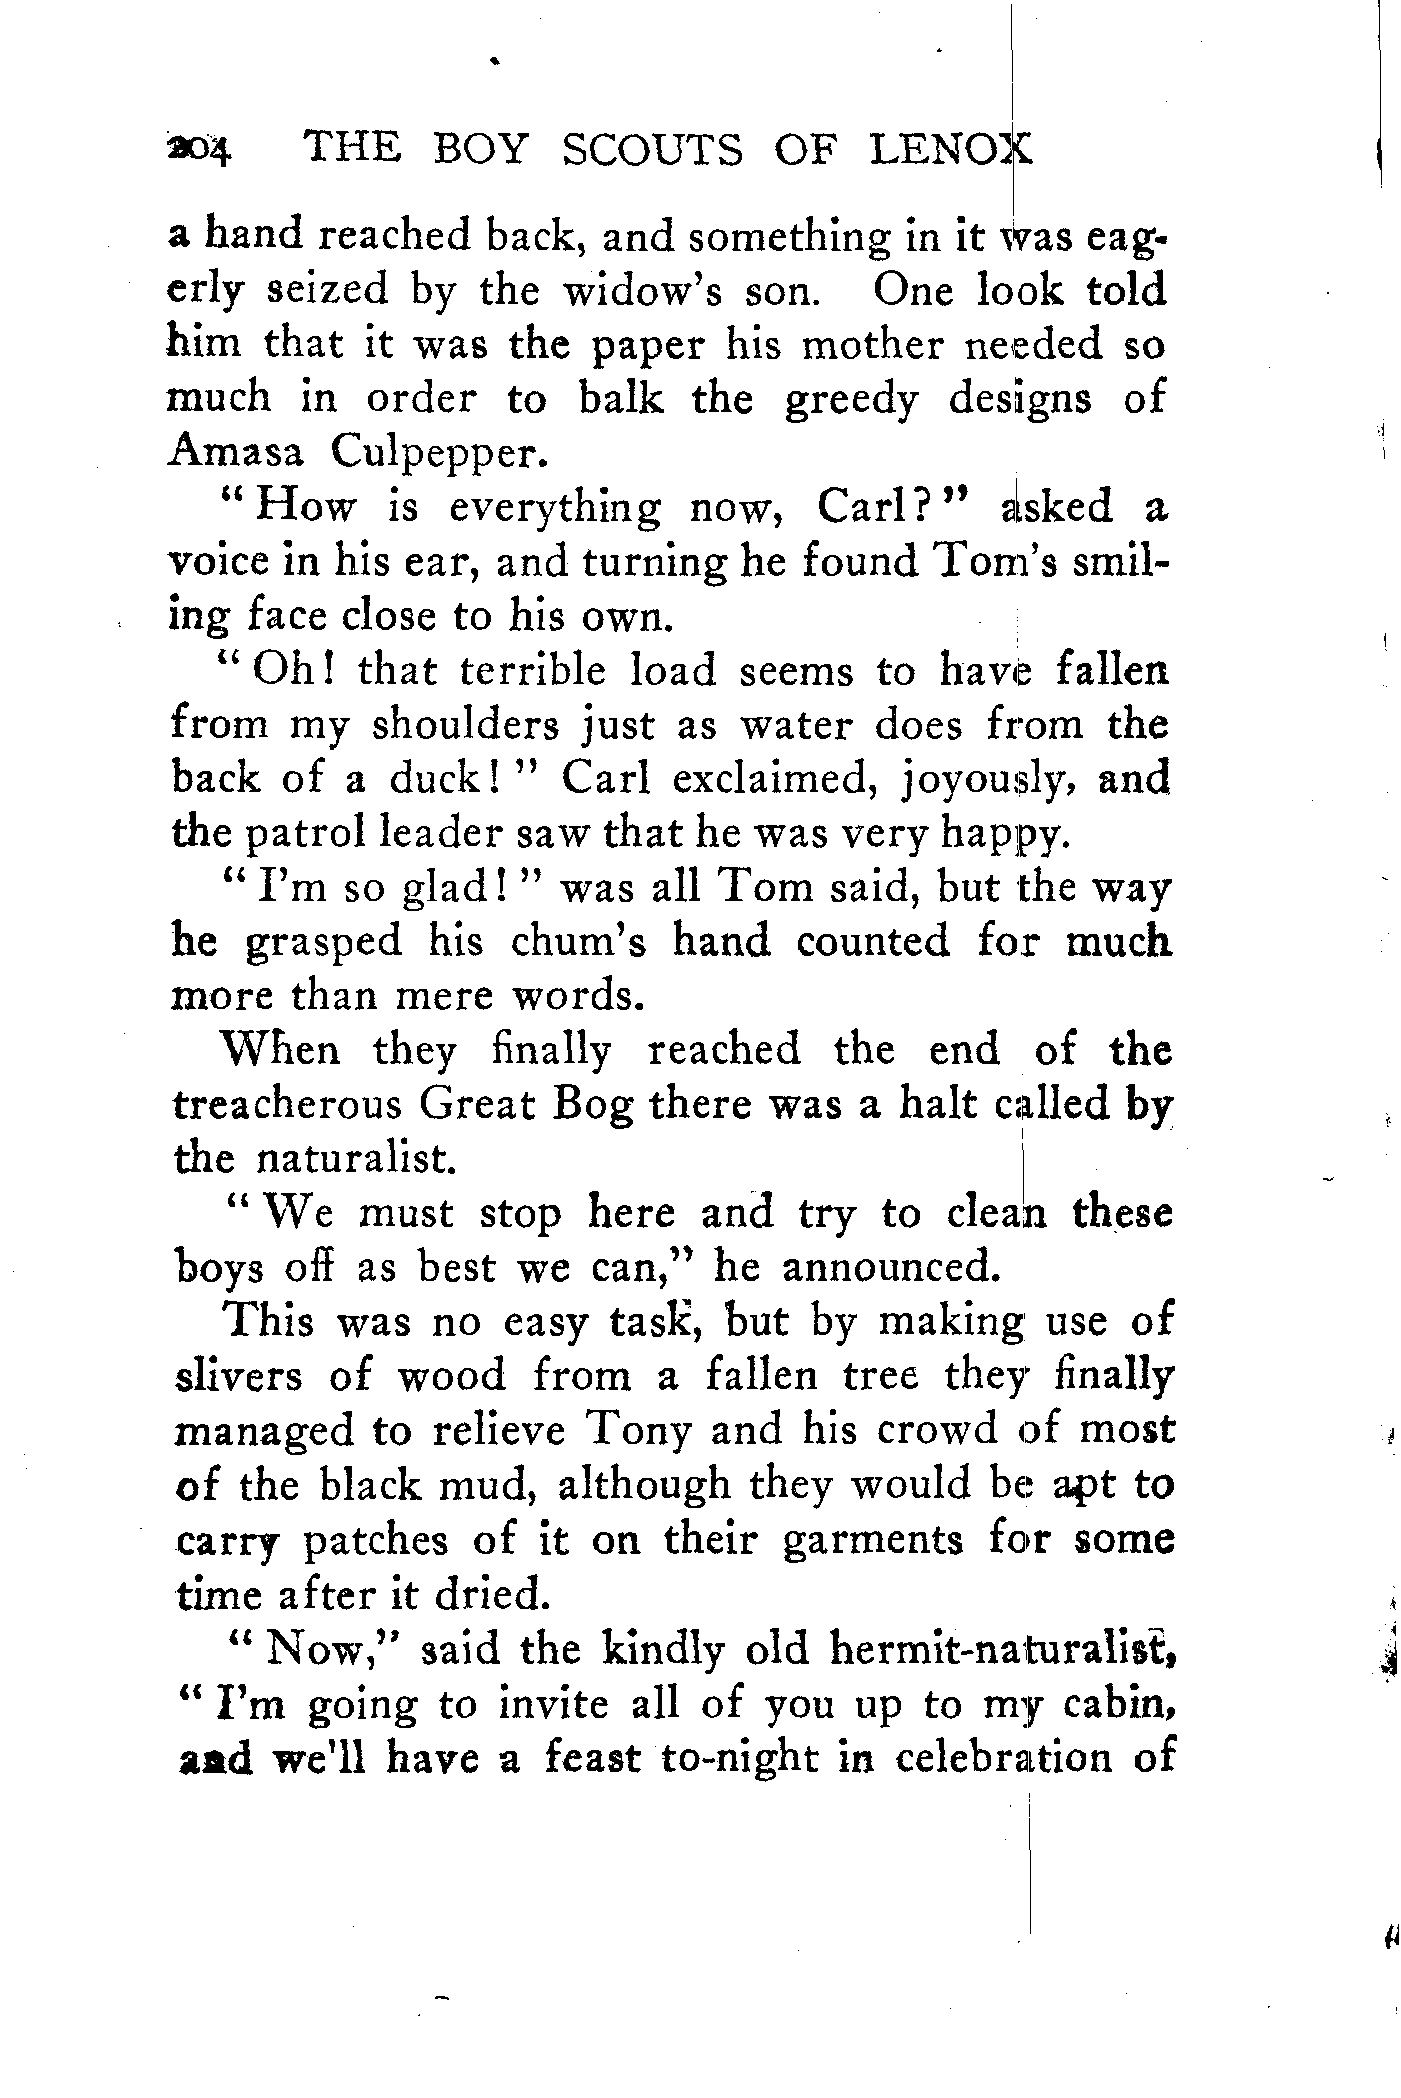 204 THE BOY SCOUTS OF LENOX
a hand reached back, and something in it was eag-
erly seized by the widow's son. One look told
him that it was the paper his mother needed so
much in order to balk the greedy designs of
Amasa Culpepper.
“ How is everything now, Carl? ” asked a
voice in his ear, and turning he found Tom's smil-
ing face close to his own.
“ Oh! that terrible load seems to have fallen
from my shoulders just as water does from the
back of a duck! ” Carl exclaimed, joyously, and
the patrol leader saw that he was very happy.
“ I'm so glad! ” was all Tom said, but the way
he grasped his chum's hand counted for much
more than mere words.
When they finally reached the end of the
treacherous Great Bog there was a halt called by
the naturalist.
“ We must stop here and try to clean these
boys off as best we can,” he announced.
This was no easy task, but by making use of
slivers of wood from a fallen tree they finally
managed to relieve Tony and his crowd of most
of the black mud, although they would be apt to
carry patches of it on their garments for some
time after it dried.
“ Now,” said the kindly old hermit-naturalist,
“ I'm going to invite all of you up to my cabin,
and we'll have a feast to-night in celebration of